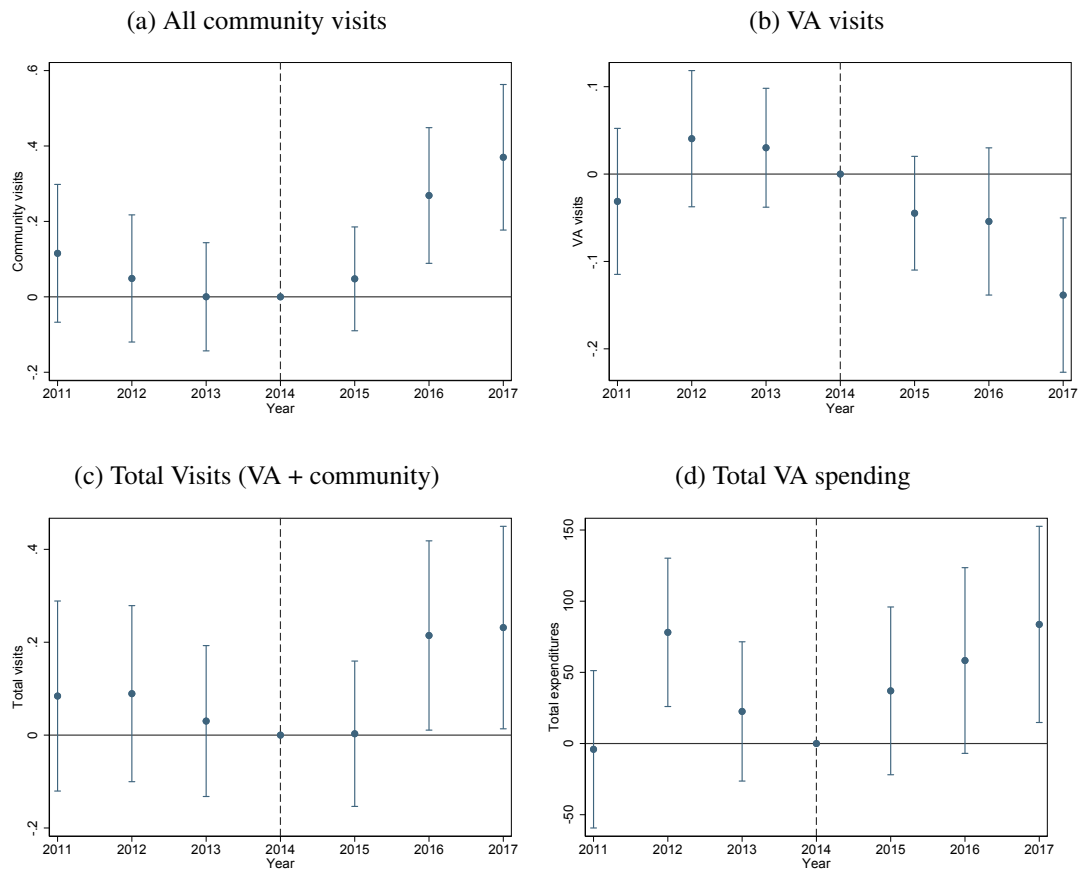 (a) All community visits
Community visits
.6
.4
.2
0
-.2
2011 2012 2013 2014 2015 2016 2017
Year
(b) VA visits
VA visits
.1
0
-.1
-.2
2011 2012 2013 2014 2015 2016 2017
Year
(c) Total Visits (VA + community)
Total visits
.4
.2
0
-.2
2011 2012 2013 2014 2015 2016 2017
Year
(d) Total VA spending
Total expenditures
150
100
50
0
-50
2011 2012 2013 2014 2015 2016 2017
Year